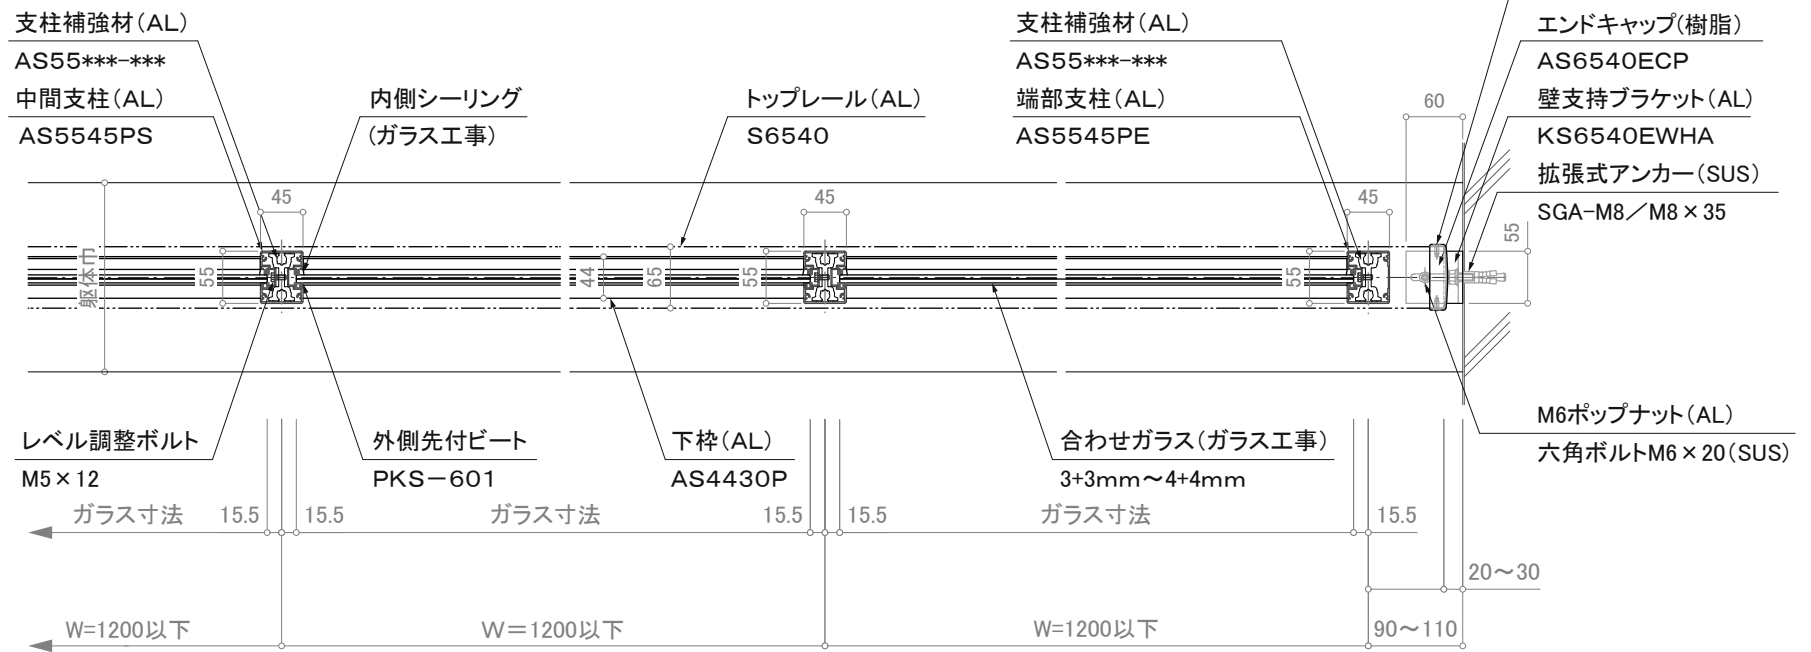 支柱補強材(AL)
AS55***-***
中間支柱(AL)
AS5545PS
内側シーリング
(ガラス工事)
トップレール(AL)
S6540
支柱補強材(AL)
AS55***-***
端部支柱(AL)
AS5545PE
エンドキャップ(樹脂)
AS6540ECP
壁支持ブラケット(AL)
KS6540EWHA
拡張式アンカー(SUS)
SGA-M8／M8×35
60
45
45
45
55
躯体巾
55
44
65
55
55
M6ポップナット(AL)
六角ボルトM6×20(SUS)
レベル調整ボルト
M5×12
外側先付ビート
PKS-601
下枠(AL)
AS4430P
合わせガラス(ガラス工事)
3+3mm～4+4mm
ガラス寸法
15.5
15.5
ガラス寸法
15.5
15.5
ガラス寸法
15.5
20～30
W=1200以下
W＝1200以下
W=1200以下
90～110